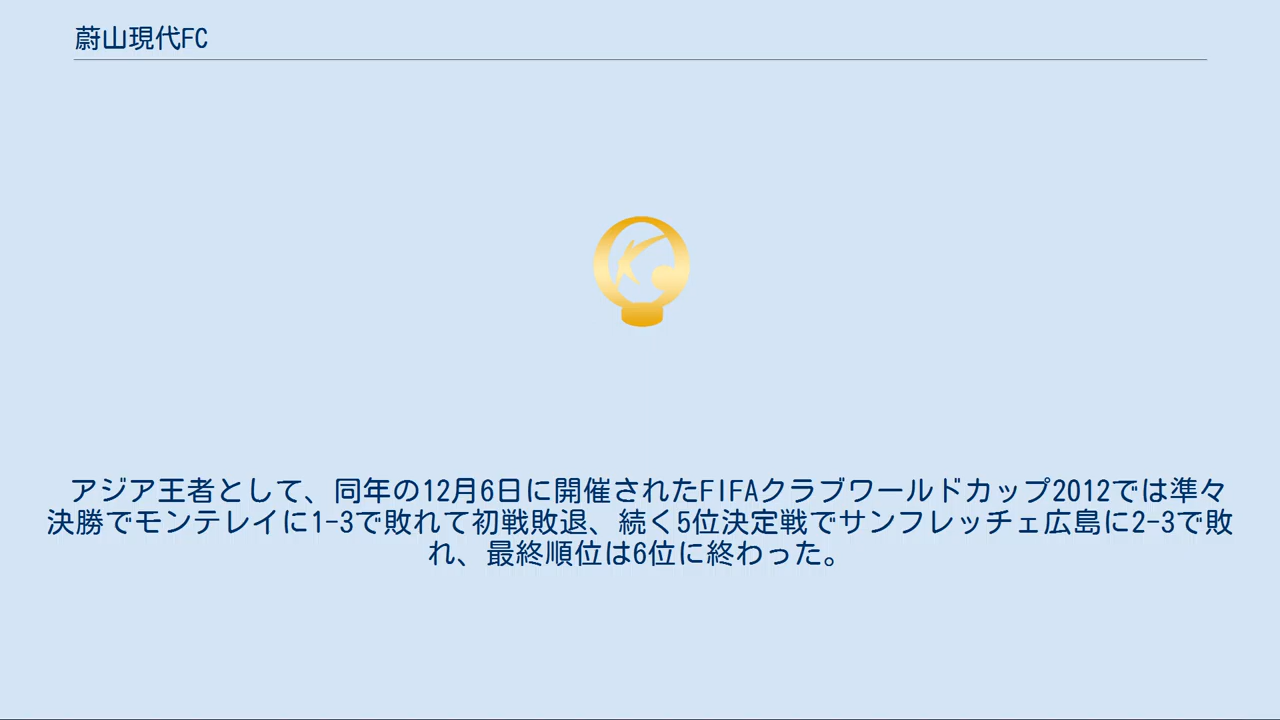 蔚山現代FC
アジア王者として、同年の12月6日に開催されたFIFAクラブワールドカップ2012では準々
決勝でモンテレイに1-3で敗れて初戦敗退、続く5位決定戦でサンフレッチェ広島に2-3で敗
れ、最終順位は6位に終わった。